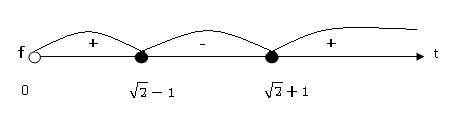 + - +
f t
0 √2 − 1 √2 + 1